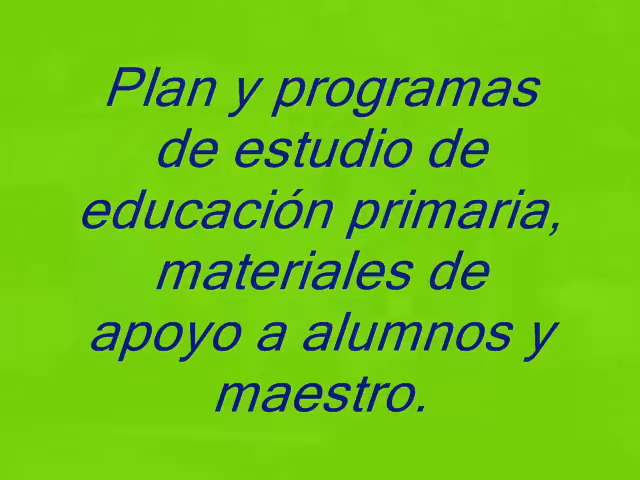 Plan y programas
de estudio de
educación primaria,
materiales de
apoyo a alumnos y
maestro.